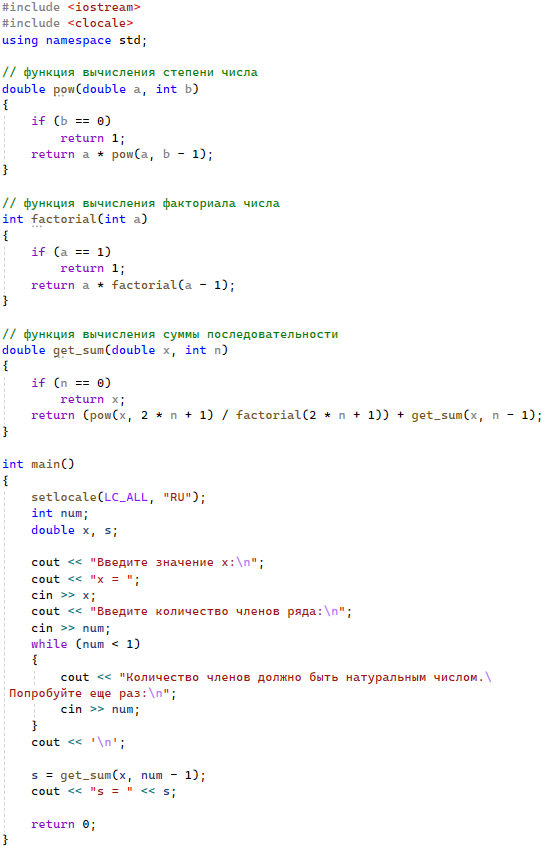 #include <iostream>
#include <clocale>
using namespace std;

// функция вычисления степени числа
double pow(double a, int b)
{
    if (b == 0)
        return 1;
    return a * pow(a, b - 1);
}

// функция вычисления факториала числа
int factorial(int a)
{
    if (a == 1)
        return 1;
    return a * factorial(a - 1);
}

// функция вычисления суммы последовательности
double get_sum(double x, int n)
{
    if (n == 0)
        return x;
    return (pow(x, 2 * n + 1) / factorial(2 * n + 1)) + get_sum(x, n - 1);
}

int main()
{
    setlocale(LC_ALL, "RU");
    int num;
    double x, s;

    cout << "Введите значение x:\n";
    cout << "x = ";
    cin >> x;
    cout << "Введите количество членов ряда:\n";
    cin >> num;
    while (num < 1)
    {
        cout << "Количество членов должно быть натуральным числом.\
 Попробуйте еще раз:\n";
        cin >> num;
    }
    cout << '\n';

    s = get_sum(x, num - 1);
    cout << "s = " << s;

    return 0;
}